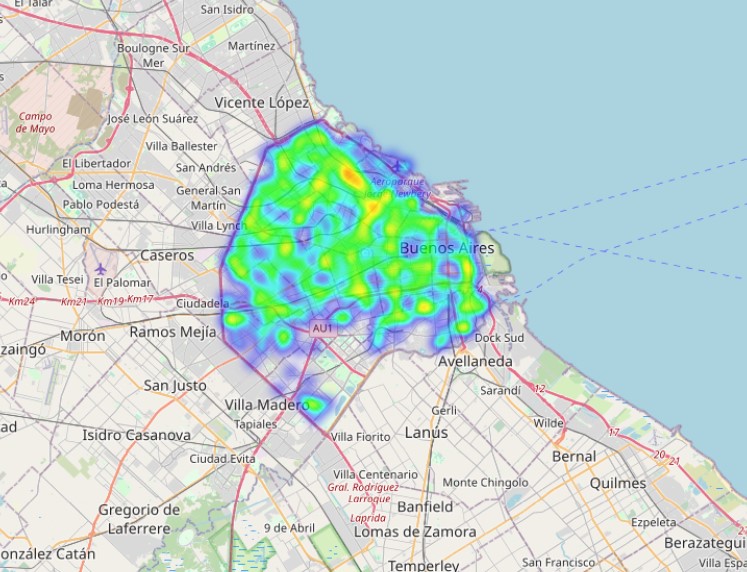 El Talar
San Isidro
Boulogne Sur
Mer
Martínez
Vicente López
Campo
de Mayo
José León Suárez
Villa Ballester
El Libertador
San Andrés
Loma Hermosa
General San
Martín
Pablo Podestá
Aeroparque
Jorge Newbery
Hurlingham
Villa Lynch
Buenos Aires
Caseros
Villa Tesei
El Palomar
Km24
Km21
Km19
Km17
Ciudadela
Morón
Ramos Mejía
AU1
Dock Sud
zaingó
Avellaneda
San Justo
Sarandí
12
Villa Madero
Gerli
Wilde
Tapiales
17
ad
Isidro Casanova
Villa Fiorito
Lanus
20
21
Ciudad Evita
Bernal
Villa Centenario
Monte Chingolo
Quilmes
Gral. Rodríguez
Larroque
Gregorio de
Laferrere
Banfield
Laprida
9 de Abril
Lomas de Zamora
Ezpeleta
Berazategui
onzález Catán
Temperley
San Francisco
Villa Espa